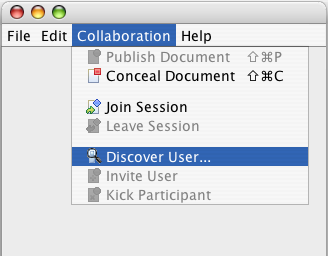 File Edit Collaboration Help
Publish Document ⇧⌘P
Conceal Document ⇧⌘C
Join Session
Leave Session
Discover User...
Invite User
Kick Participant